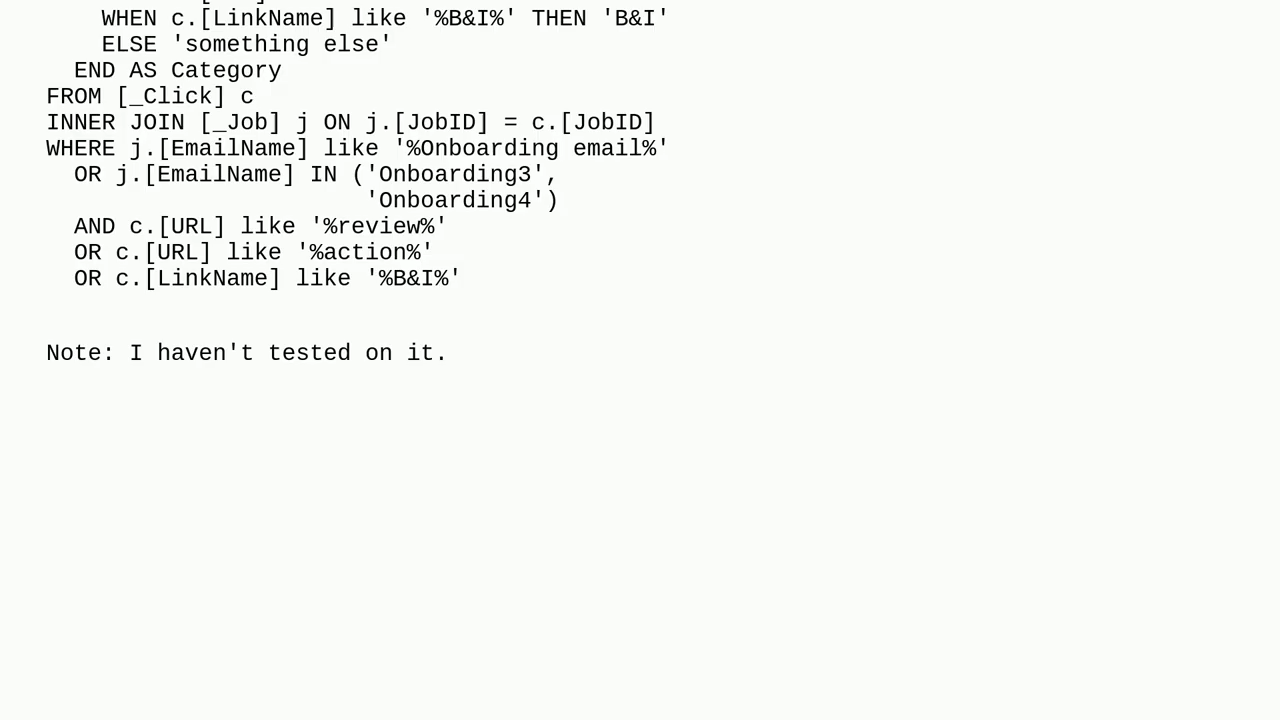 WHEN c.[LinkName] like '%B&I%' THEN 'B&I'
ELSE 'something else'
END AS Category
FROM [_Click] c
INNER JOIN [_Job] j ON j.[JobID] = c.[JobID]
WHERE j.[EmailName] like '%Onboarding email%'
OR j.[EmailName] IN ('Onboarding3',
'Onboarding4')
AND c.[URL] like '%review%'
OR c.[URL] like '%action%'
OR c.[LinkName] like '%B&I%'
Note: I haven't tested on it.